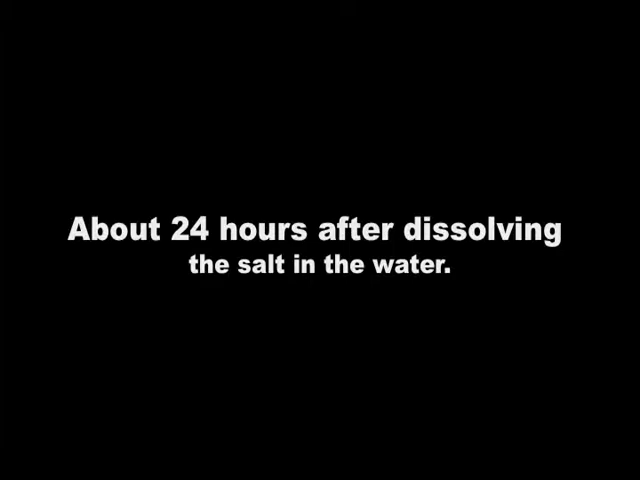 About 24 hours after dissolving
the salt in the water.